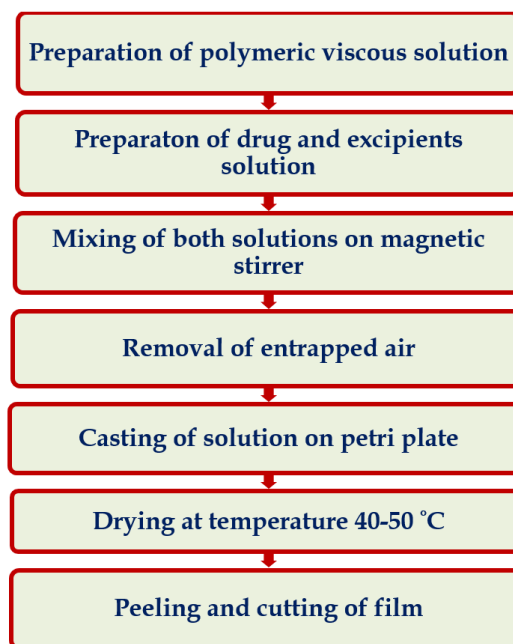 Preparation of polymeric viscous solution
Preparaton of drug and excipients
solution
Mixing of both solutions on magnetic
stirrer
Removal of entrapped air
Casting of solution on petri plate
Drying at temperature 40-50 °C
Peeling and cutting of film